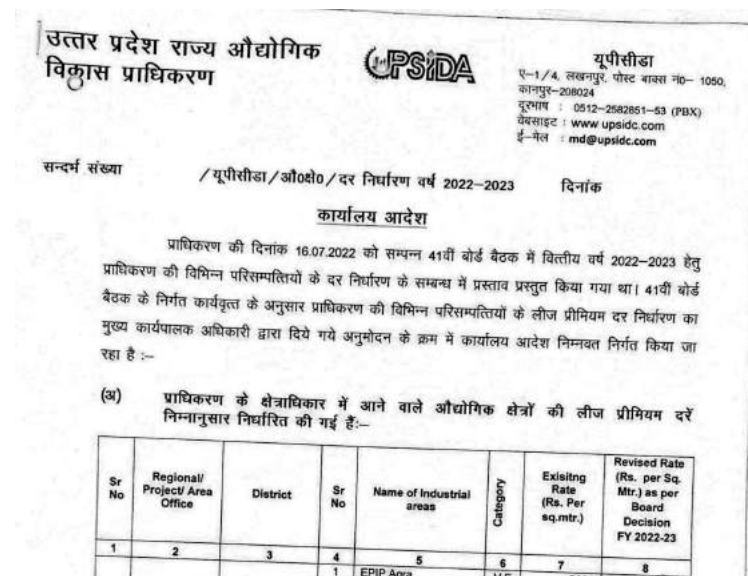 उत्तर प्रदेश राज्य औद्योगिक
विकास प्राधिकरण
UPSIDA
यूपीसीडा
ए–1/4, लखनपुर, पोस्ट बाक्स नं0– 1050,
कानपुर–208024
दूरभाष : 0512–2582851–53 (PBX)
वेबसाइट : www upsidc.com
ई–मेल : md@upsidc.com
सन्दर्भ संख्या /यूपीसीडा/औ0क्षे0/दर निर्धारण वर्ष 2022–2023 दिनांक
कार्यालय आदेश
प्राधिकरण की दिनांक 16.07.2022 को सम्पन्न 41वीं बोर्ड बैठक में वित्तीय वर्ष 2022–2023 हेतु
प्राधिकरण की विभिन्न परिसम्पत्तियों के दर निर्धारण के सम्बन्ध में प्रस्ताव प्रस्तुत किया गया था। 41वीं बोर्ड
बैठक के निर्गत कार्यवृत्त के अनुसार प्राधिकरण की विभिन्न परिसम्पत्तियों के लीज प्रीमियम दर निर्धारण का
मुख्य कार्यपालक अधिकारी द्वारा दिये गये अनुमोदन के क्रम में कार्यालय आदेश निम्नवत निर्गत किया जा
रहा है :–
(अ) प्राधिकरण के क्षेत्राधिकार में आने वाले औद्योगिक क्षेत्रों की लीज प्रीमियम दरें
निम्नानुसार निर्धारित की गई हैं:–
Sr No
Regional/ Project/ Area Office
District
Sr No
Name of Industrial areas
Category
Exisitng Rate (Rs. Per sq.mtr.)
Revised Rate (Rs. per Sq. Mtr.) as per Board Decision FY 2022-23
1 2 3 4 5 6 7 8
1 EPIP Agra